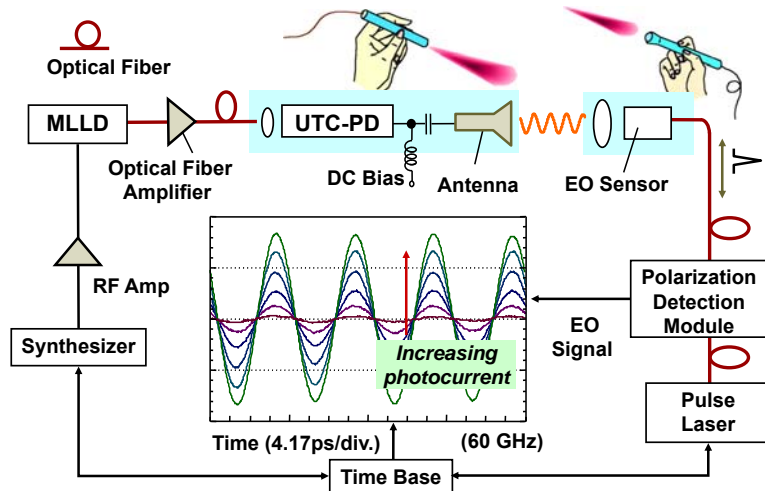 Optical Fiber
MLLD
Optical Fiber
Amplifier
UTC-PD
DC Bias
Antenna
EO Sensor
RF Amp
Synthesizer
Increasing
photocurrent
EO
Signal
Polarization
Detection
Module
Pulse
Laser
Time (4.17ps/div.)
(60 GHz)
Time Base